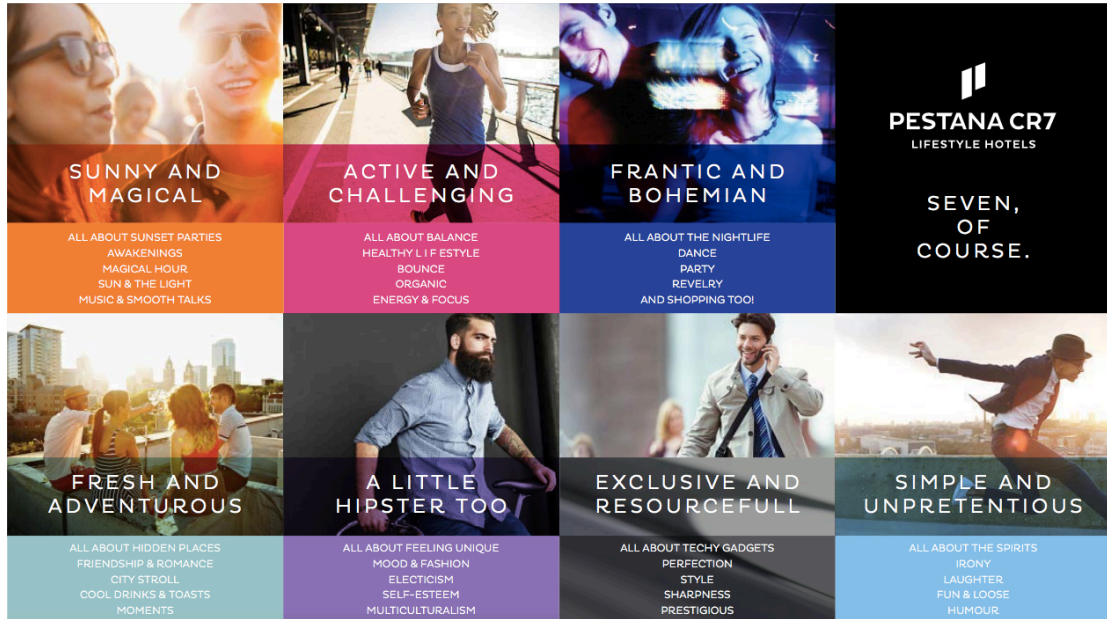 SUNNY AND
MAGICAL
ALL ABOUT SUNSET PARTIES
AWAKENINGS
MAGICAL HOUR
SUN & THE LIGHT
MUSIC & SMOOTH TALKS
ACTIVE AND
CHALLENGING
ALL ABOUT BALANCE
HEALTHY L I F ESTYLE
BOUNCE
ORGANIC
ENERGY & FOCUS
FRANTIC AND
BOHEMIAN
ALL ABOUT THE NIGHTLIFE
DANCE
PARTY
REVELRY
AND SHOPPING TOO!
PESTANA CR7
LIFESTYLE HOTELS
SEVEN,
OF
COURSE.
FRESH AND
ADVENTUROUS
ALL ABOUT HIDDEN PLACES
FRIENDSHIP & ROMANCE
CITY STROLL
COOL DRINKS & TOASTS
MOMENTS
A LITTLE
HIPSTER TOO
ALL ABOUT FEELING UNIQUE
MOOD & FASHION
ELECTICISM
SELF-ESTEEM
MULTICULTURALISM
EXCLUSIVE AND
RESOURCEFULL
ALL ABOUT TECHY GADGETS
PERFECTION
STYLE
SHARPNESS
PRESTIGIOUS
SIMPLE AND
UNPRETENTIOUS
ALL ABOUT THE SPIRITS
IRONY
LAUGHTER
FUN & LOOSE
HUMOUR